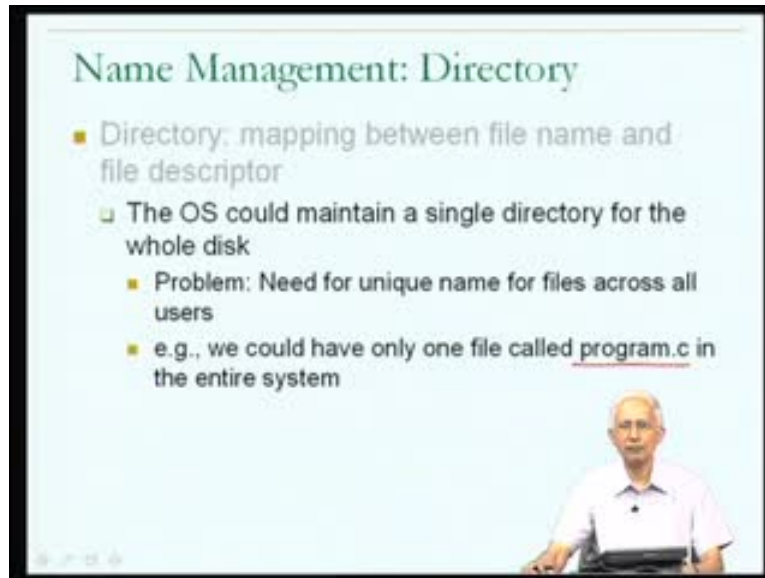 Name Management: Directory
Directory: mapping between file name and
file descriptor
The OS could maintain a single directory for the
whole disk
Problem: Need for unique name for files across all
users
e.g., we could have only one file called program.c in
the entire system